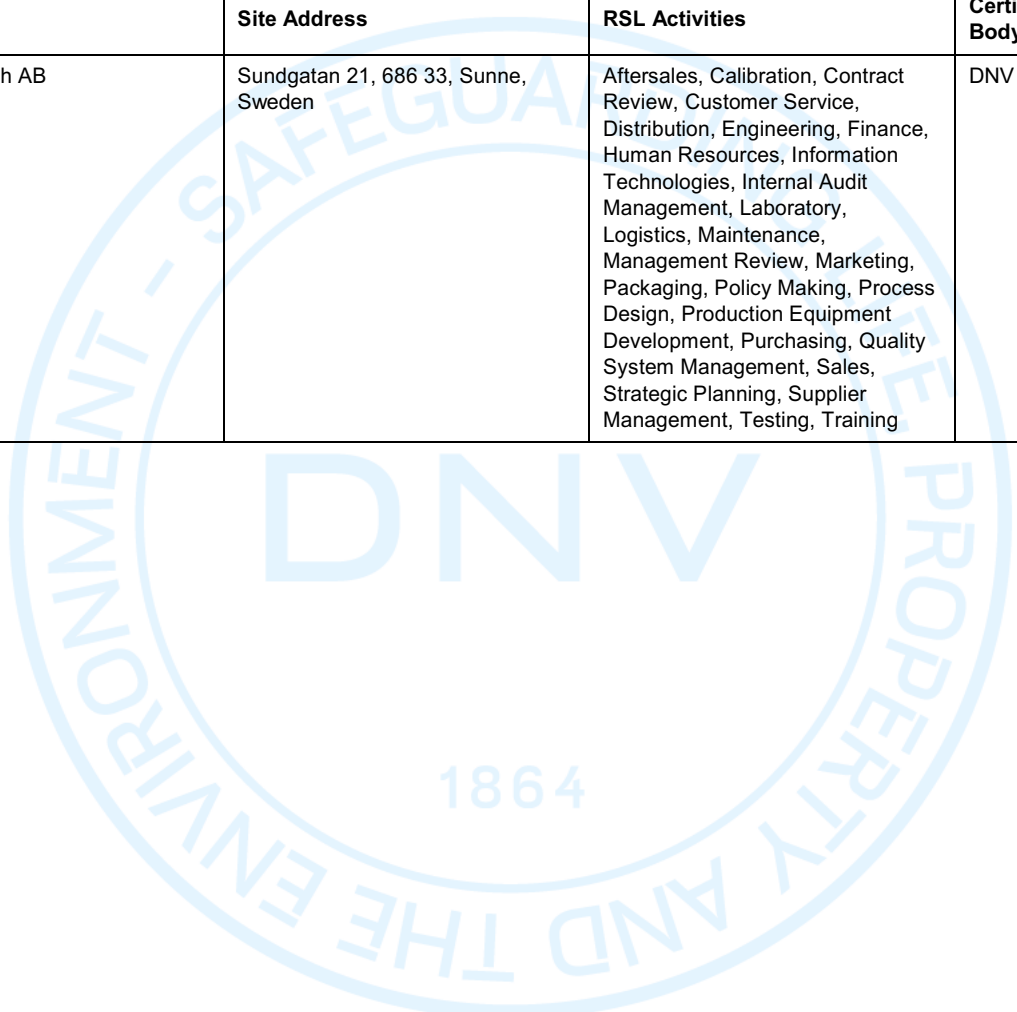 Site Address
RSL Activities
Certi
Body
h AB
Sundgatan 21, 686 33, Sunne,
Sweden
Aftersales, Calibration, Contract
Review, Customer Service,
Distribution, Engineering, Finance,
Human Resources, Information
Technologies, Internal Audit
Management, Laboratory,
Logistics, Maintenance,
Management Review, Marketing,
Packaging, Policy Making, Process
Design, Production Equipment
Development, Purchasing, Quality
System Management, Sales,
Strategic Planning, Supplier
Management, Testing, Training
DNV
SAFEGUARDING LIFE, PROPERTY AND THE ENVIRONMENT -
DNV
1864